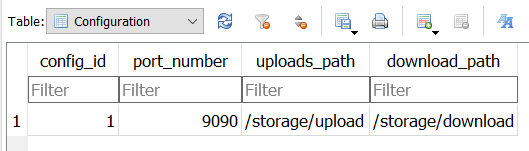 Table: Configuration
config_id port_number uploads_path download_path
Filter Filter Filter Filter
1 1 9090 /storage/upload /storage/download